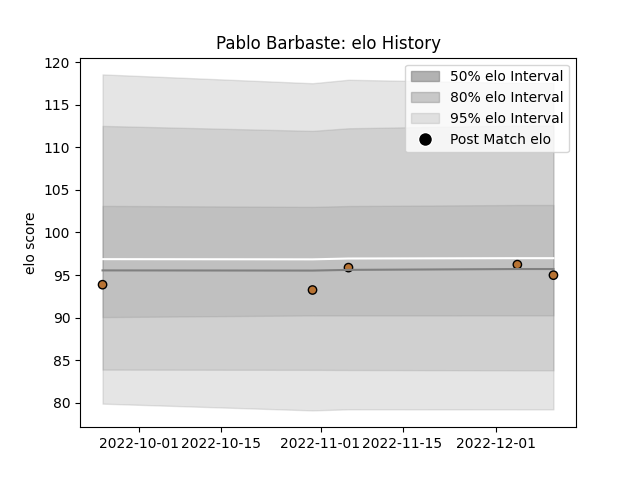 Pablo Barbaste: elo History
120
115
110
105
100
95
90
85
80
elo score
50% elo Interval
80% elo Interval
95% elo Interval
Post Match elo
2022-10-01 2022-10-15 2022-11-01 2022-11-15 2022-12-01